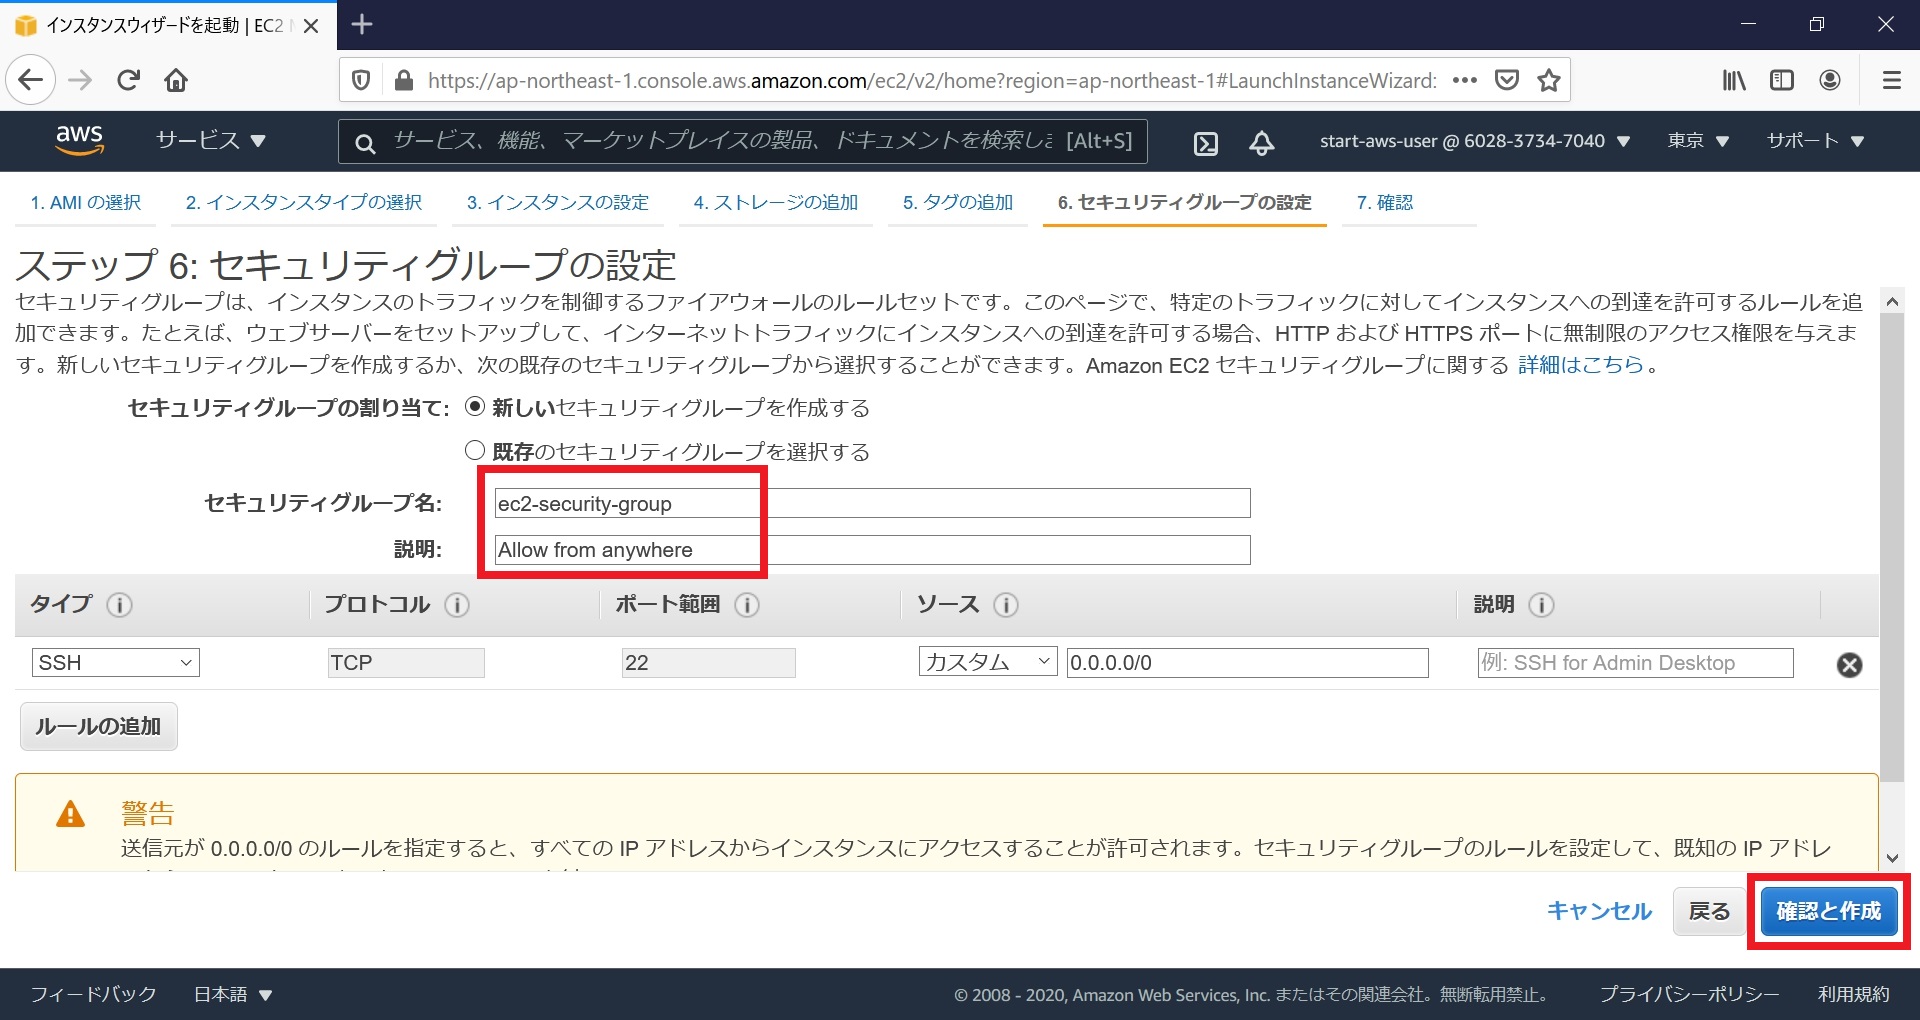 インスタンスウィザードを起動 | EC2 M
https://ap-northeast-1.console.aws.amazon.com/ec2/v2/home?region=ap-northeast-1#LaunchInstanceWizard:
aws サービス サービス、機能、マーケットプレイスの製品、ドキュメントを検索しま [Alt+S] start-aws-user @ 6028-3734-7040 東京 サポート
1. AMI の選択 2. インスタンスタイプの選択 3. インスタンスの設定 4. ストレージの追加 5. タグの追加 6. セキュリティグループの設定 7. 確認
ステップ 6: セキュリティグループの設定
セキュリティグループは、インスタンスのトラフィックを制御するファイアウォールのルールセットです。このページで、特定のトラフィックに対してインスタンスへの到達を許可するルールを追
加できます。たとえば、ウェブサーバーをセットアップして、インターネットトラフィックにインスタンスへの到達を許可する場合、HTTP および HTTPS ポートに無制限のアクセス権限を与えま
す。新しいセキュリティグループを作成するか、次の既存のセキュリティグループから選択することができます。Amazon EC2 セキュリティグループに関する 詳細はこちら 。
セキュリティグループの割り当て: 新しいセキュリティグループを作成する
既存のセキュリティグループを選択する
セキュリティグループ名: ec2-security-group
説明: Allow from anywhere
タイプ プロトコル ポート範囲 ソース 説明
SSH TCP 22 カスタム 0.0.0.0/0 例: SSH for Admin Desktop
ルールの追加
警告
送信元が 0.0.0.0/0 のルールを指定すると、すべての IP アドレスからインスタンスにアクセスすることが許可されます。セキュリティグループのルールを設定して、既知の IP アドレ
キャンセル 戻る 確認と作成
フィードバック 日本語 © 2008 - 2020, Amazon Web Services, Inc. またはその関連会社。無断転用禁止。 プライバシーポリシー 利用規約